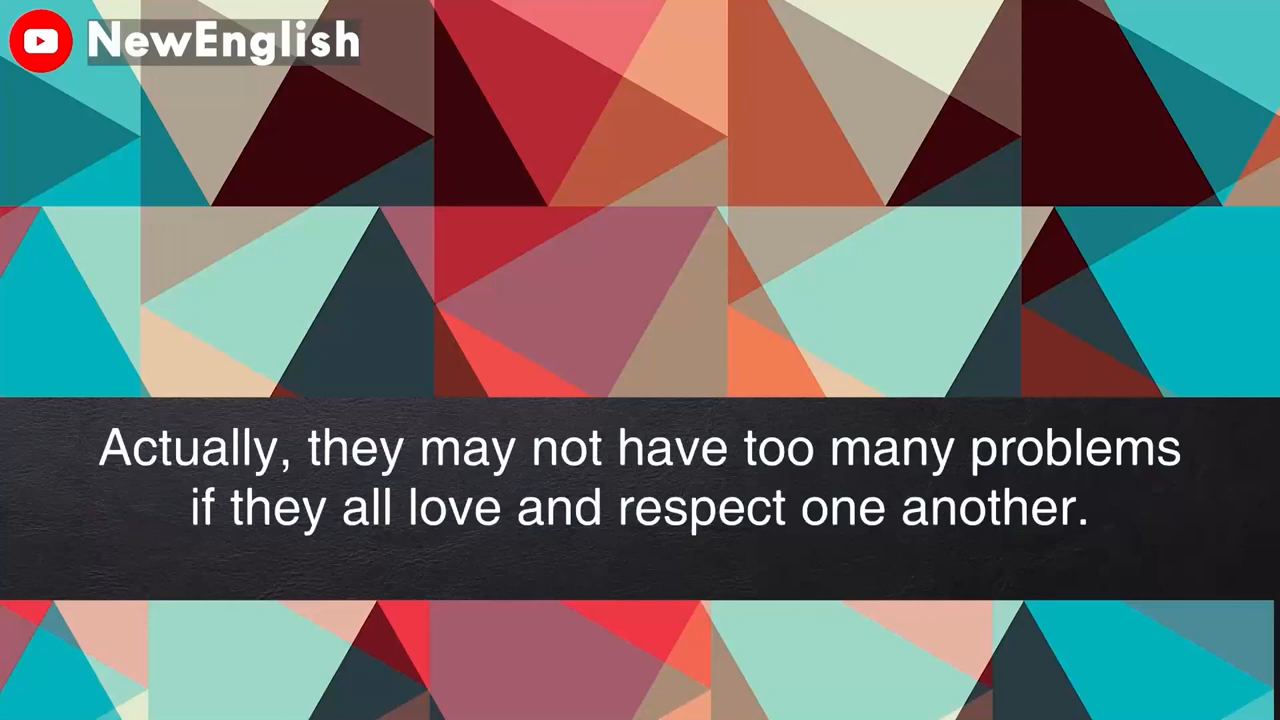 NewEnglish
Actually, they may not have too many problems
if they all love and respect one another.